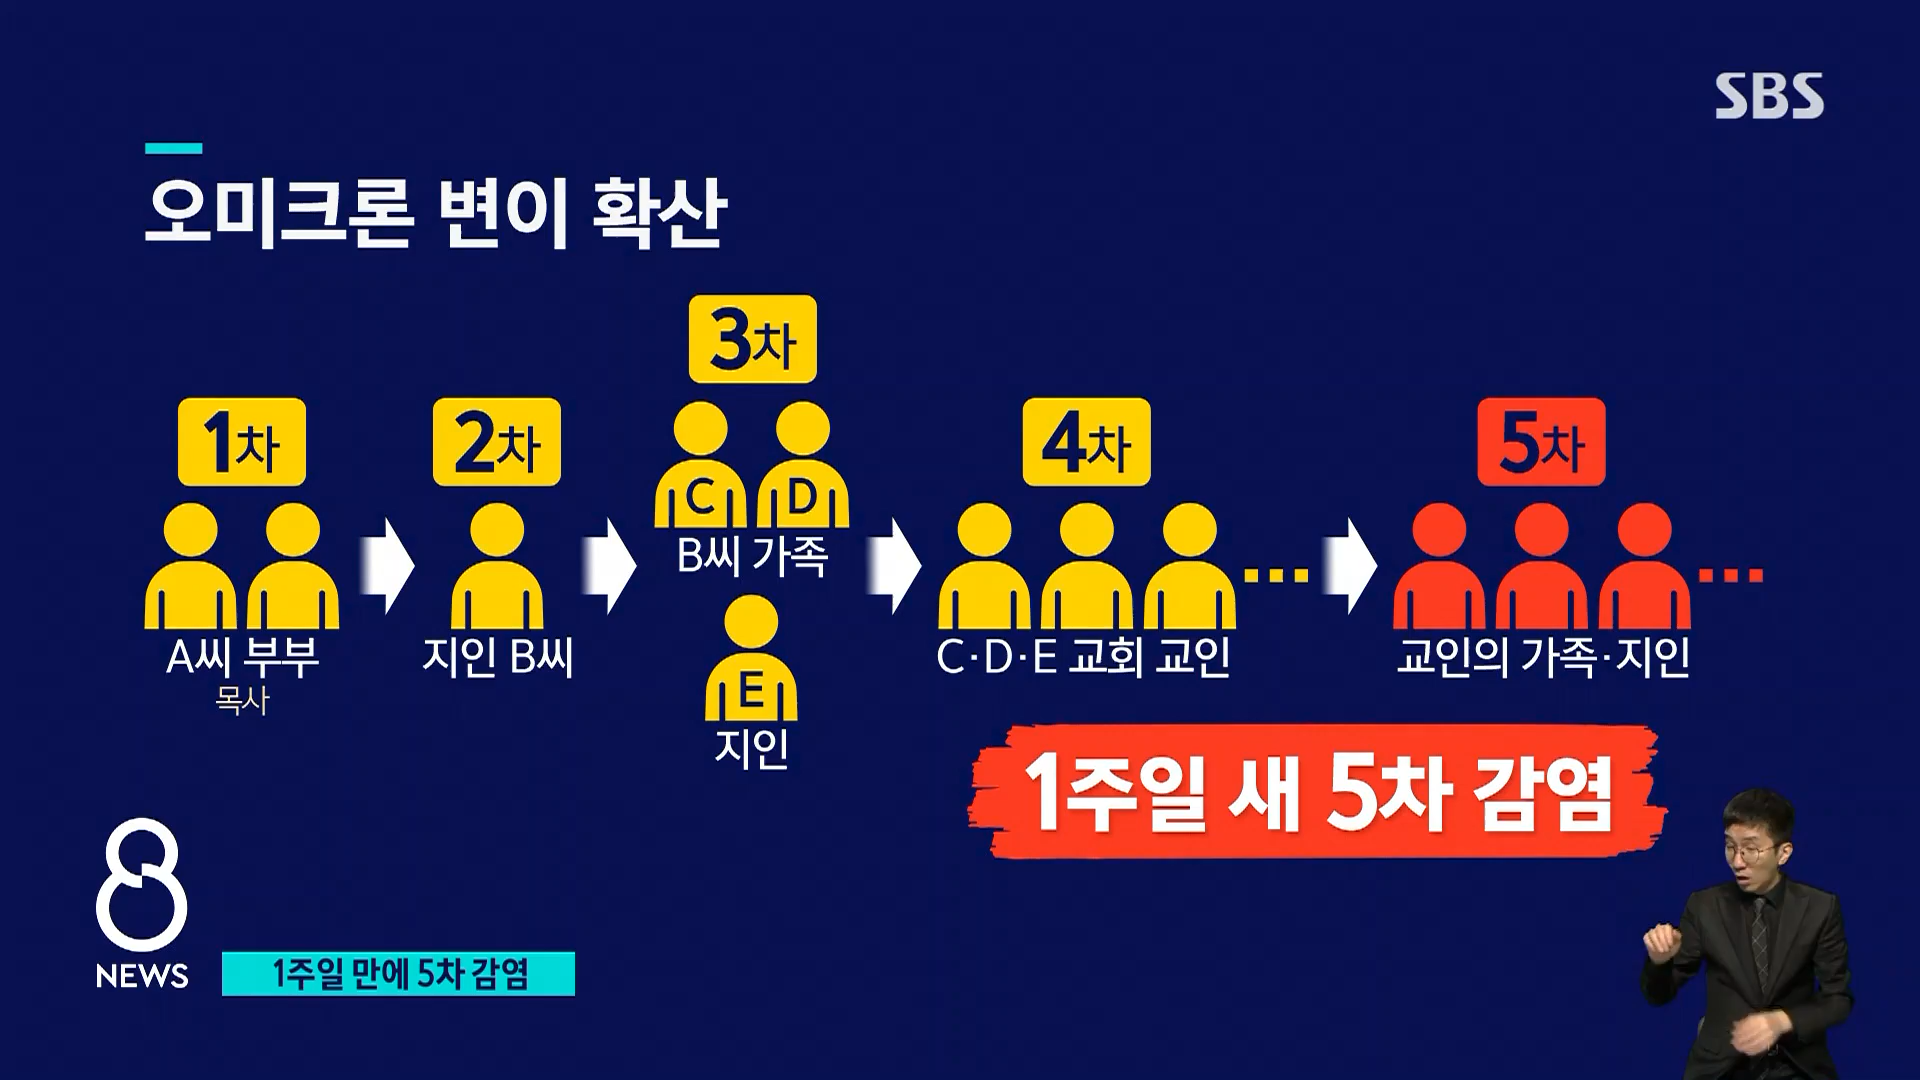 SBS
오미크론 변이 확산
1차
A씨 부부
목사
2차
지인 B씨
3차
C D
B씨 가족
E
지인
4차
C·D·E 교회 교인
5차
교인의 가족·지인
1주일 새 5차 감염
8
NEWS
1주일 만에 5차 감염